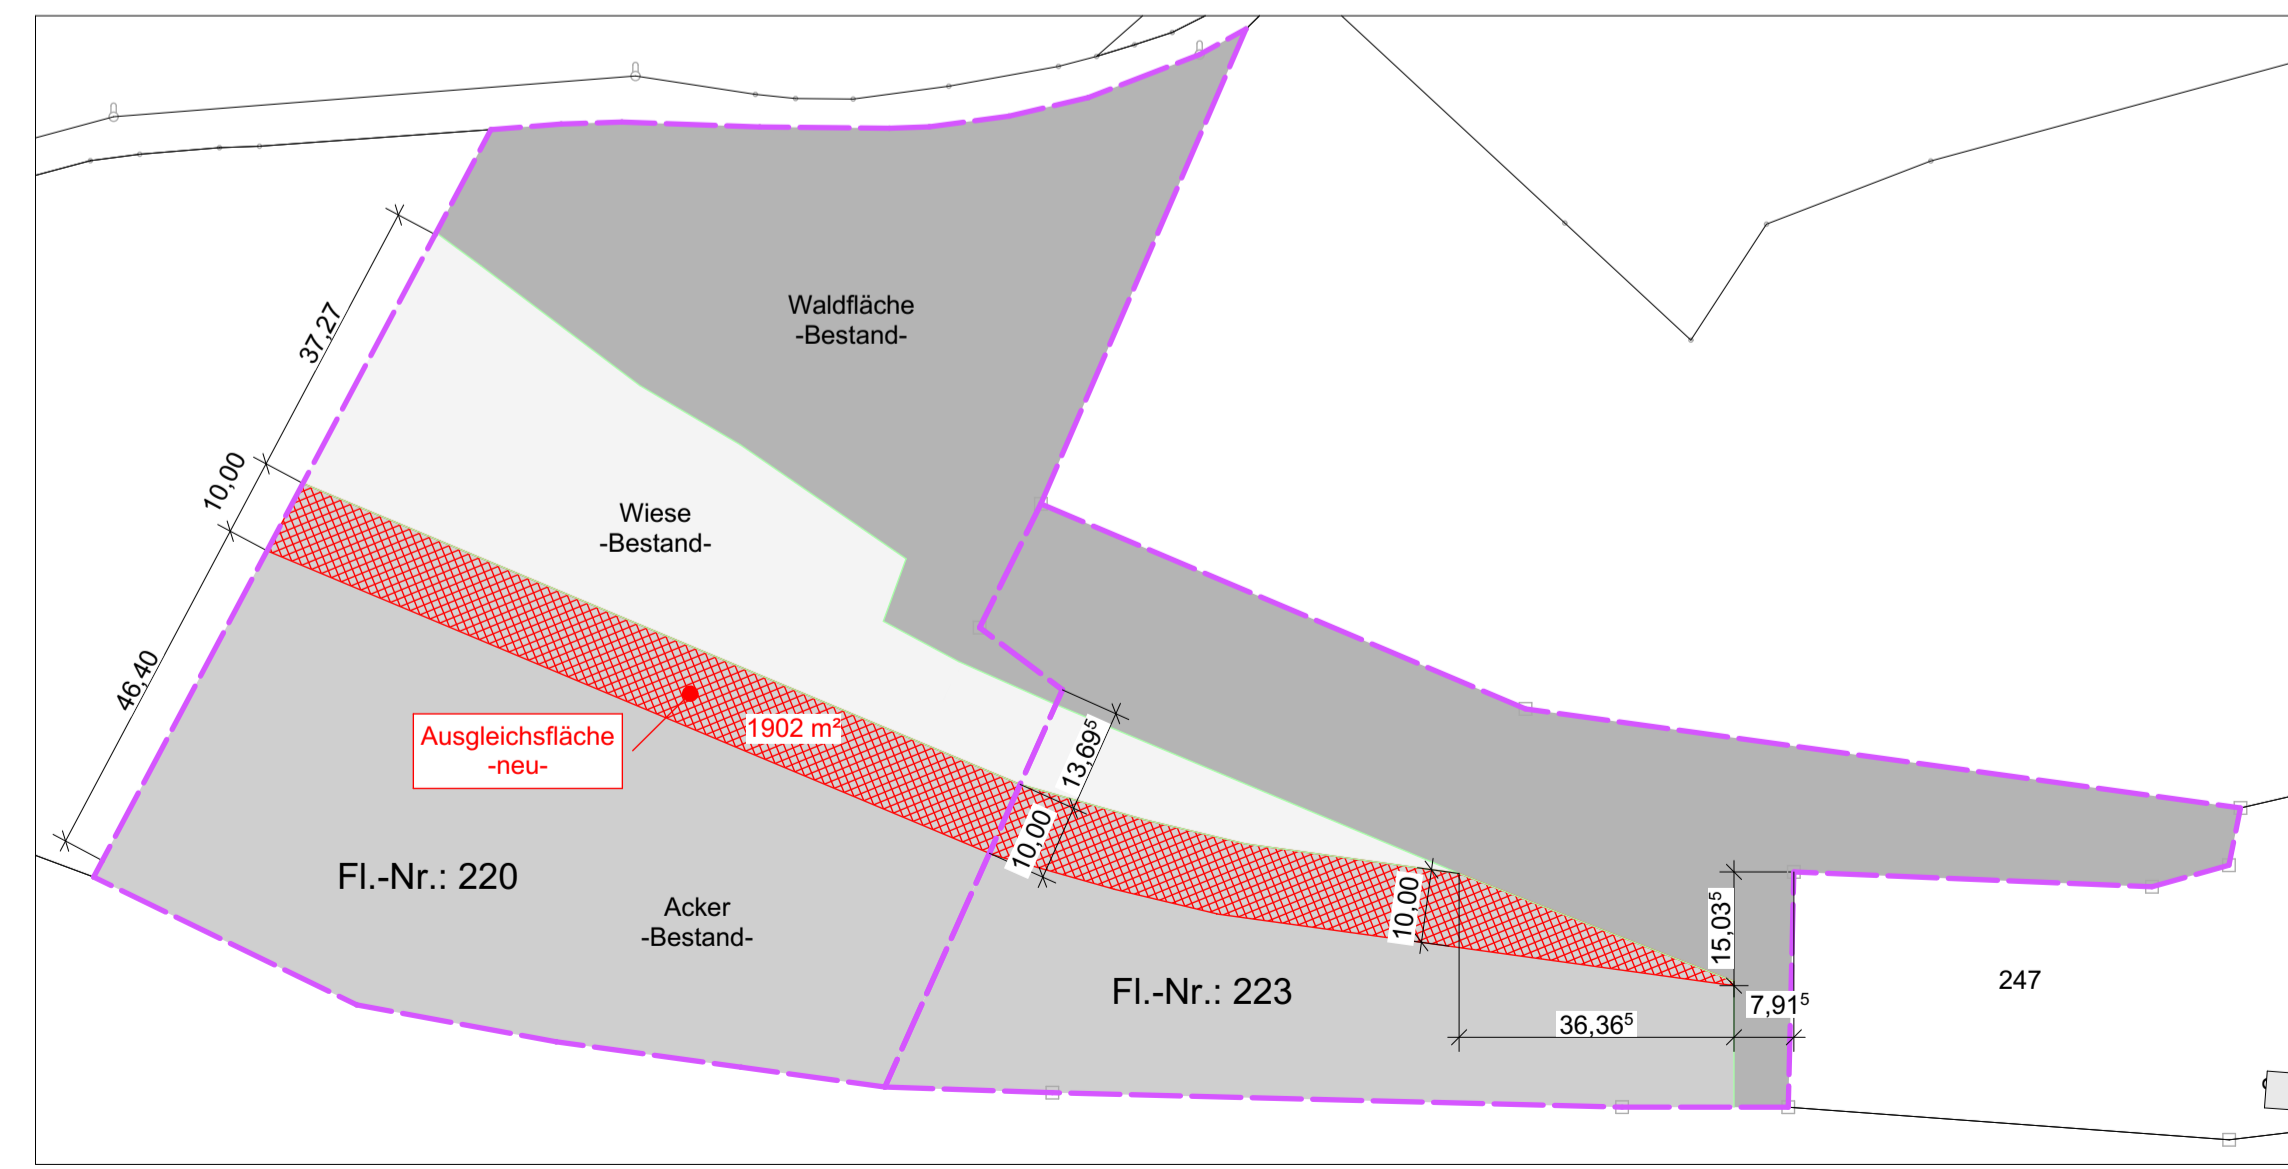 Waldfläche
-Bestand-
37,27
10,00
Wiese
-Bestand-
46,40
Ausgleichsfläche
-neu-
1902 m²
13,69⁵
10,00
Fl.-Nr.: 220
Acker
-Bestand-
10,00
15,03⁵
Fl.-Nr.: 223
247
7,91⁵
36,36⁵